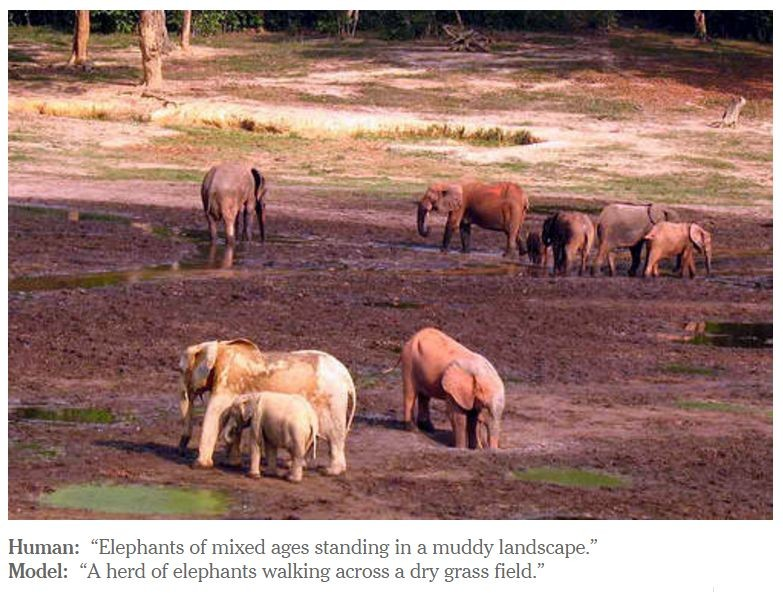 Human: “Elephants of mixed ages standing in a muddy landscape.”
Model: “A herd of elephants walking across a dry grass field.”